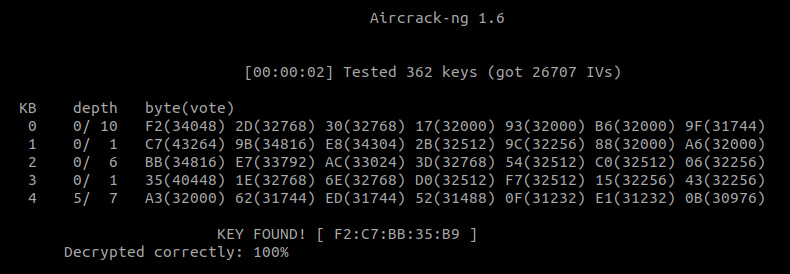 Aircrack-ng 1.6
[00:00:02] Tested 362 keys (got 26707 IVs)
KB depth byte(vote)
0 0/ 10 F2(34048) 2D(32768) 30(32768) 17(32000) 93(32000) B6(32000) 9F(31744)
1 0/ 1 C7(43264) 9B(34816) E8(34304) 2B(32512) 9C(32256) 88(32000) A6(32000)
2 0/ 6 BB(34816) E7(33792) AC(33024) 3D(32768) 54(32512) C0(32512) 06(32256)
3 0/ 1 35(40448) 1E(32768) 6E(32768) D0(32512) F7(32512) 15(32256) 43(32256)
4 5/ 7 A3(32000) 62(31744) ED(31744) 52(31488) 0F(31232) E1(31232) 0B(30976)
KEY FOUND! [ F2:C7:BB:35:B9 ]
Decrypted correctly: 100%